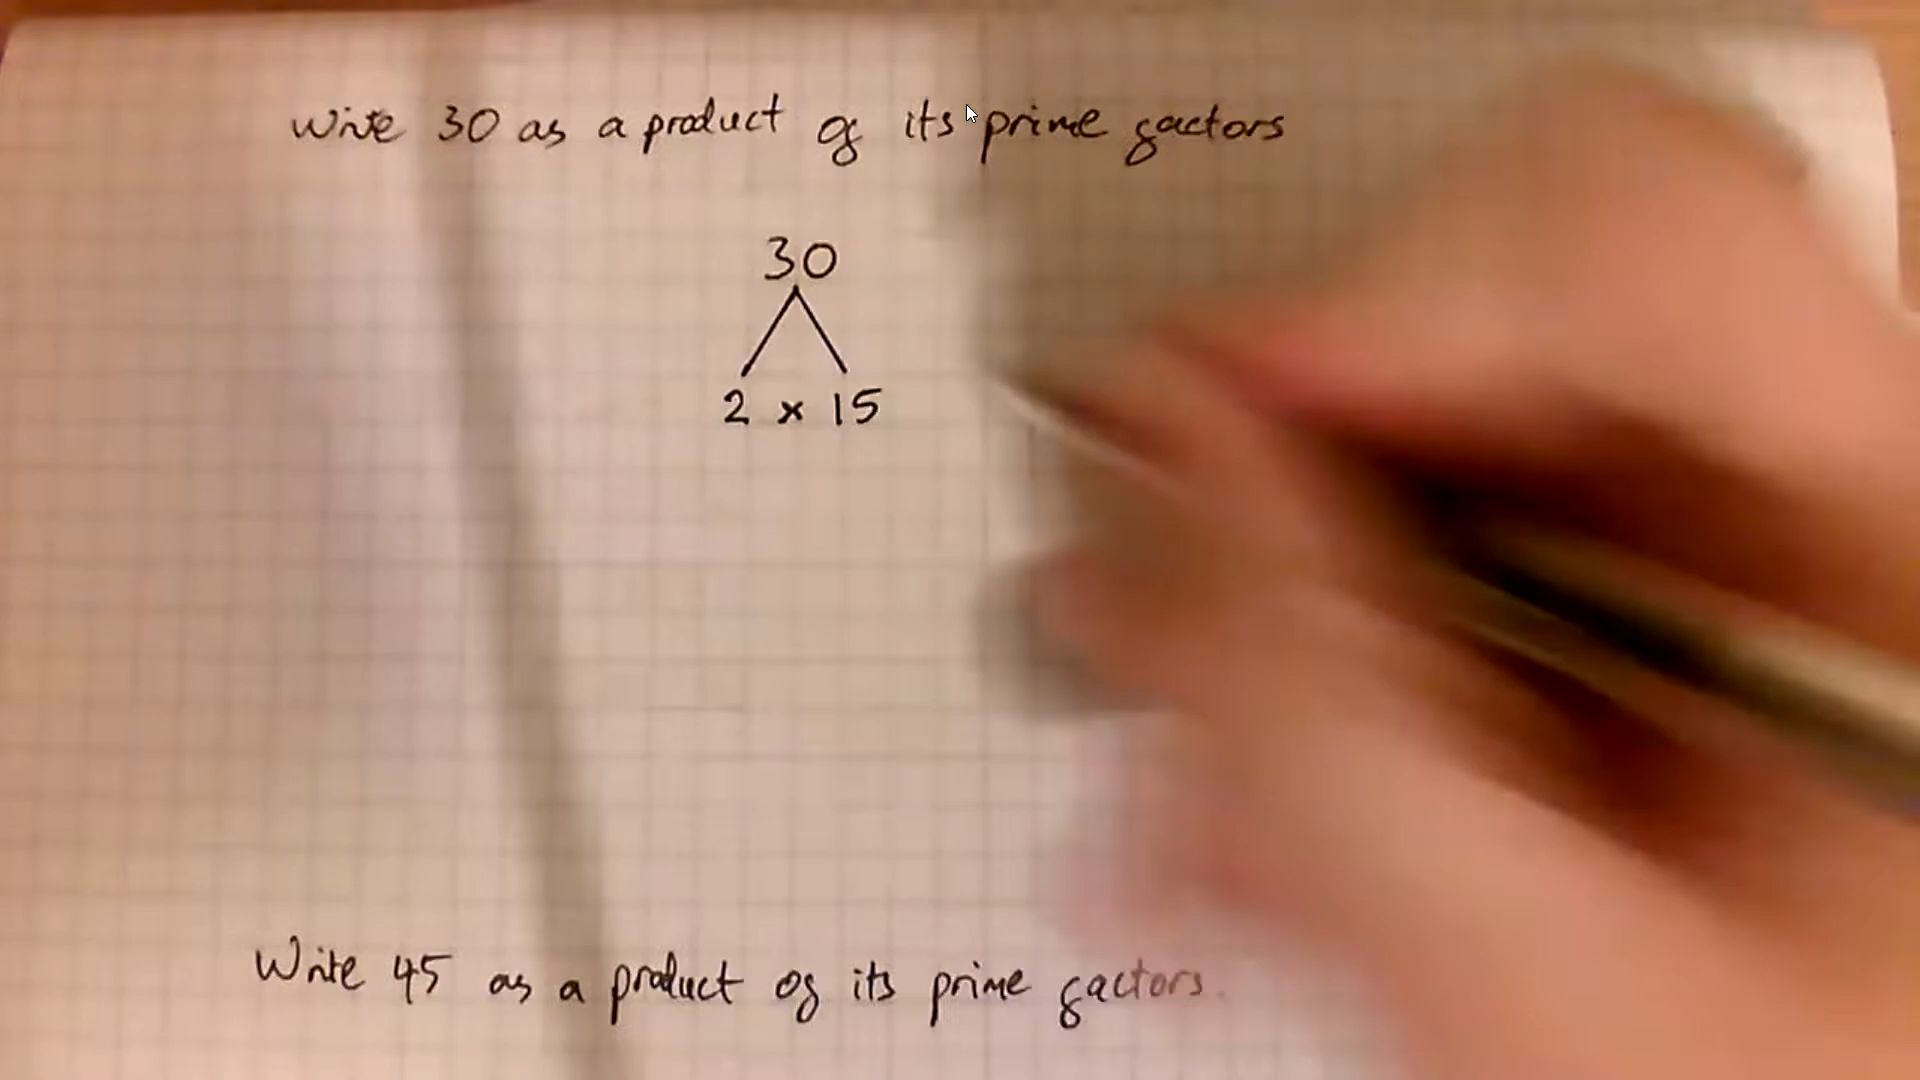 Write 30 as a product of its prime factors
30
2 x 15
Write 45 as a product of its prime factors.